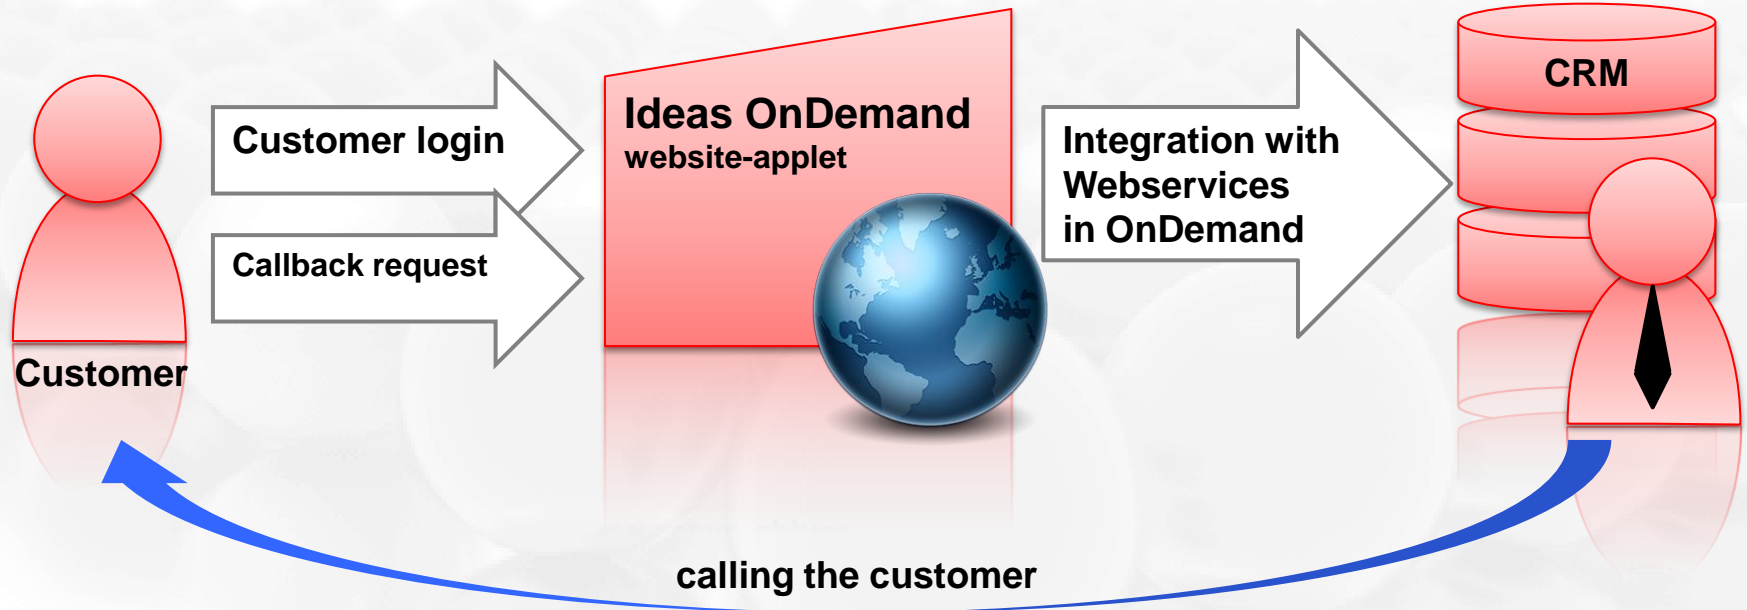 Customer
Customer login
Callback request
Ideas OnDemand
website-applet
Integration with
Webservices
in OnDemand
CRM
calling the customer